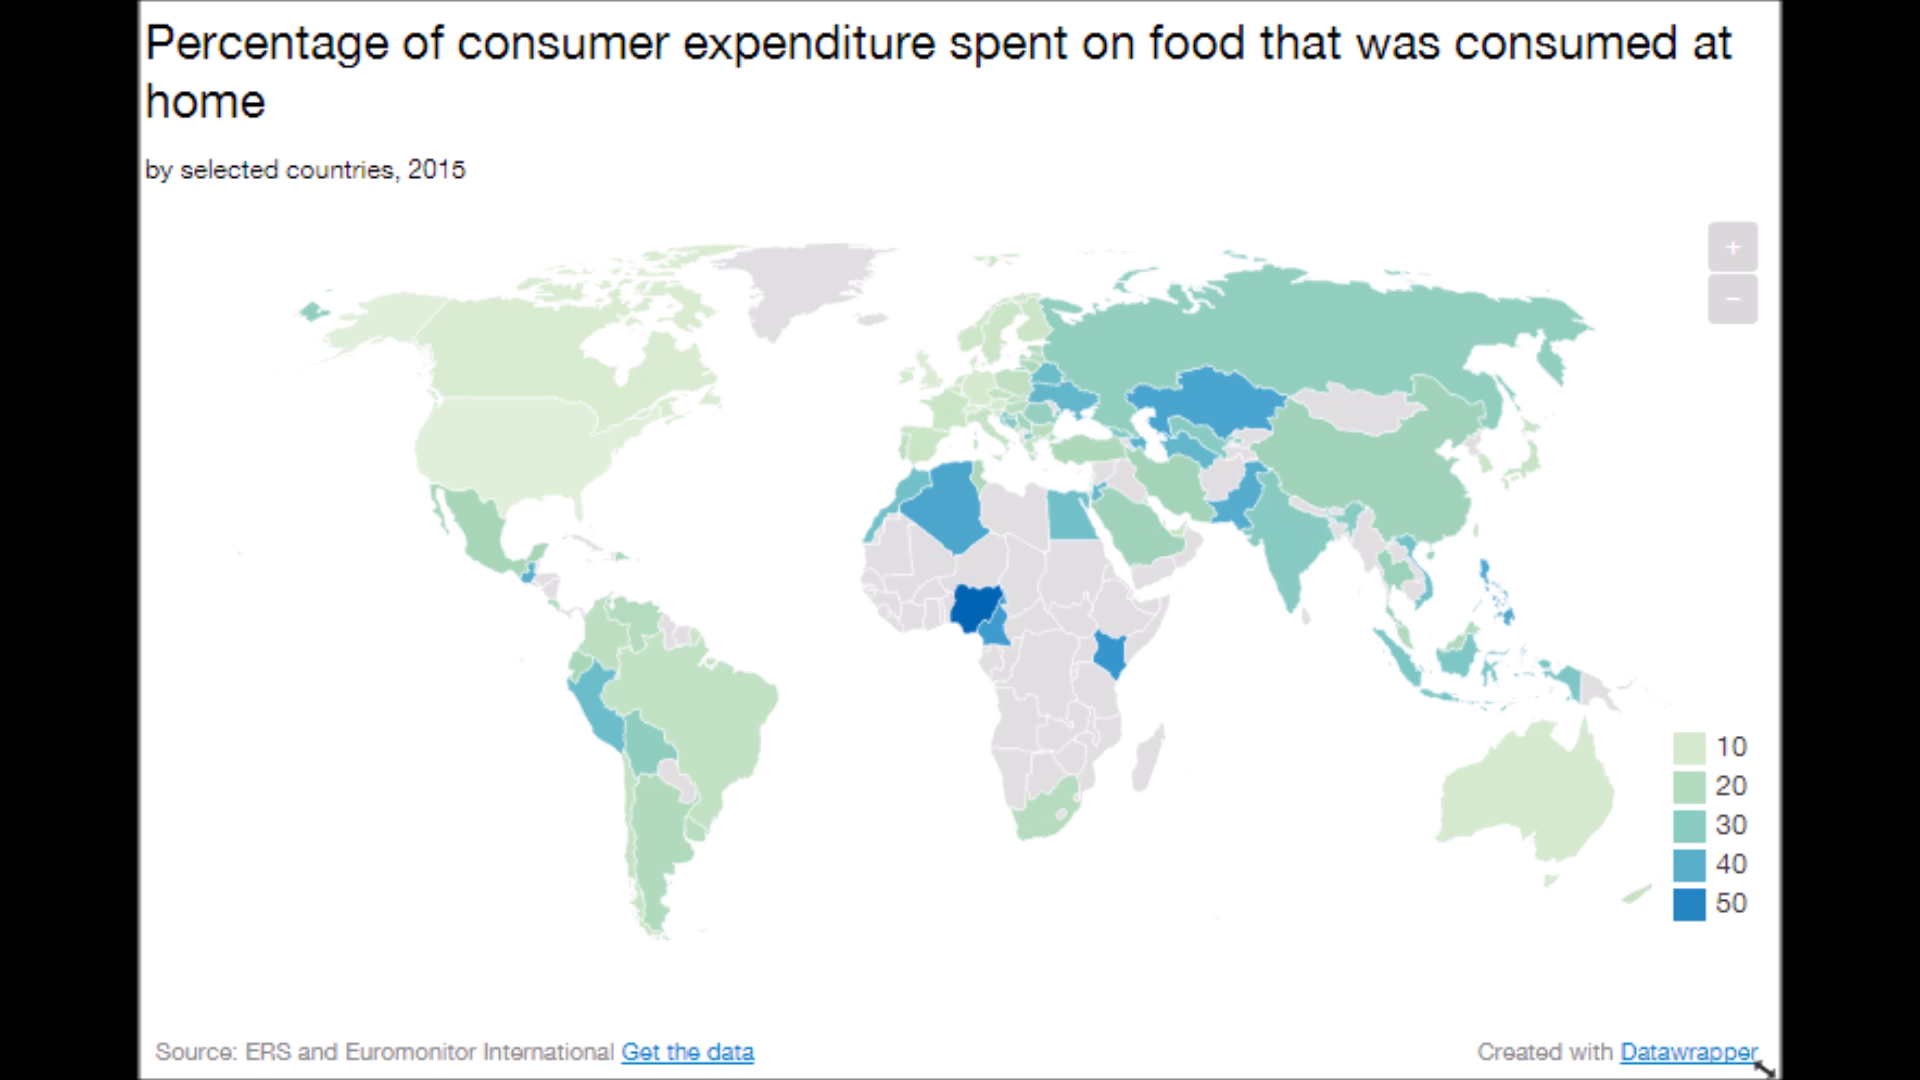 Percentage of consumer expenditure spent on food that was consumed at
home
by selected countries, 2015
+
−
10
20
30
40
50
Source: ERS and Euromonitor International Get the data
Created with Datawrapper